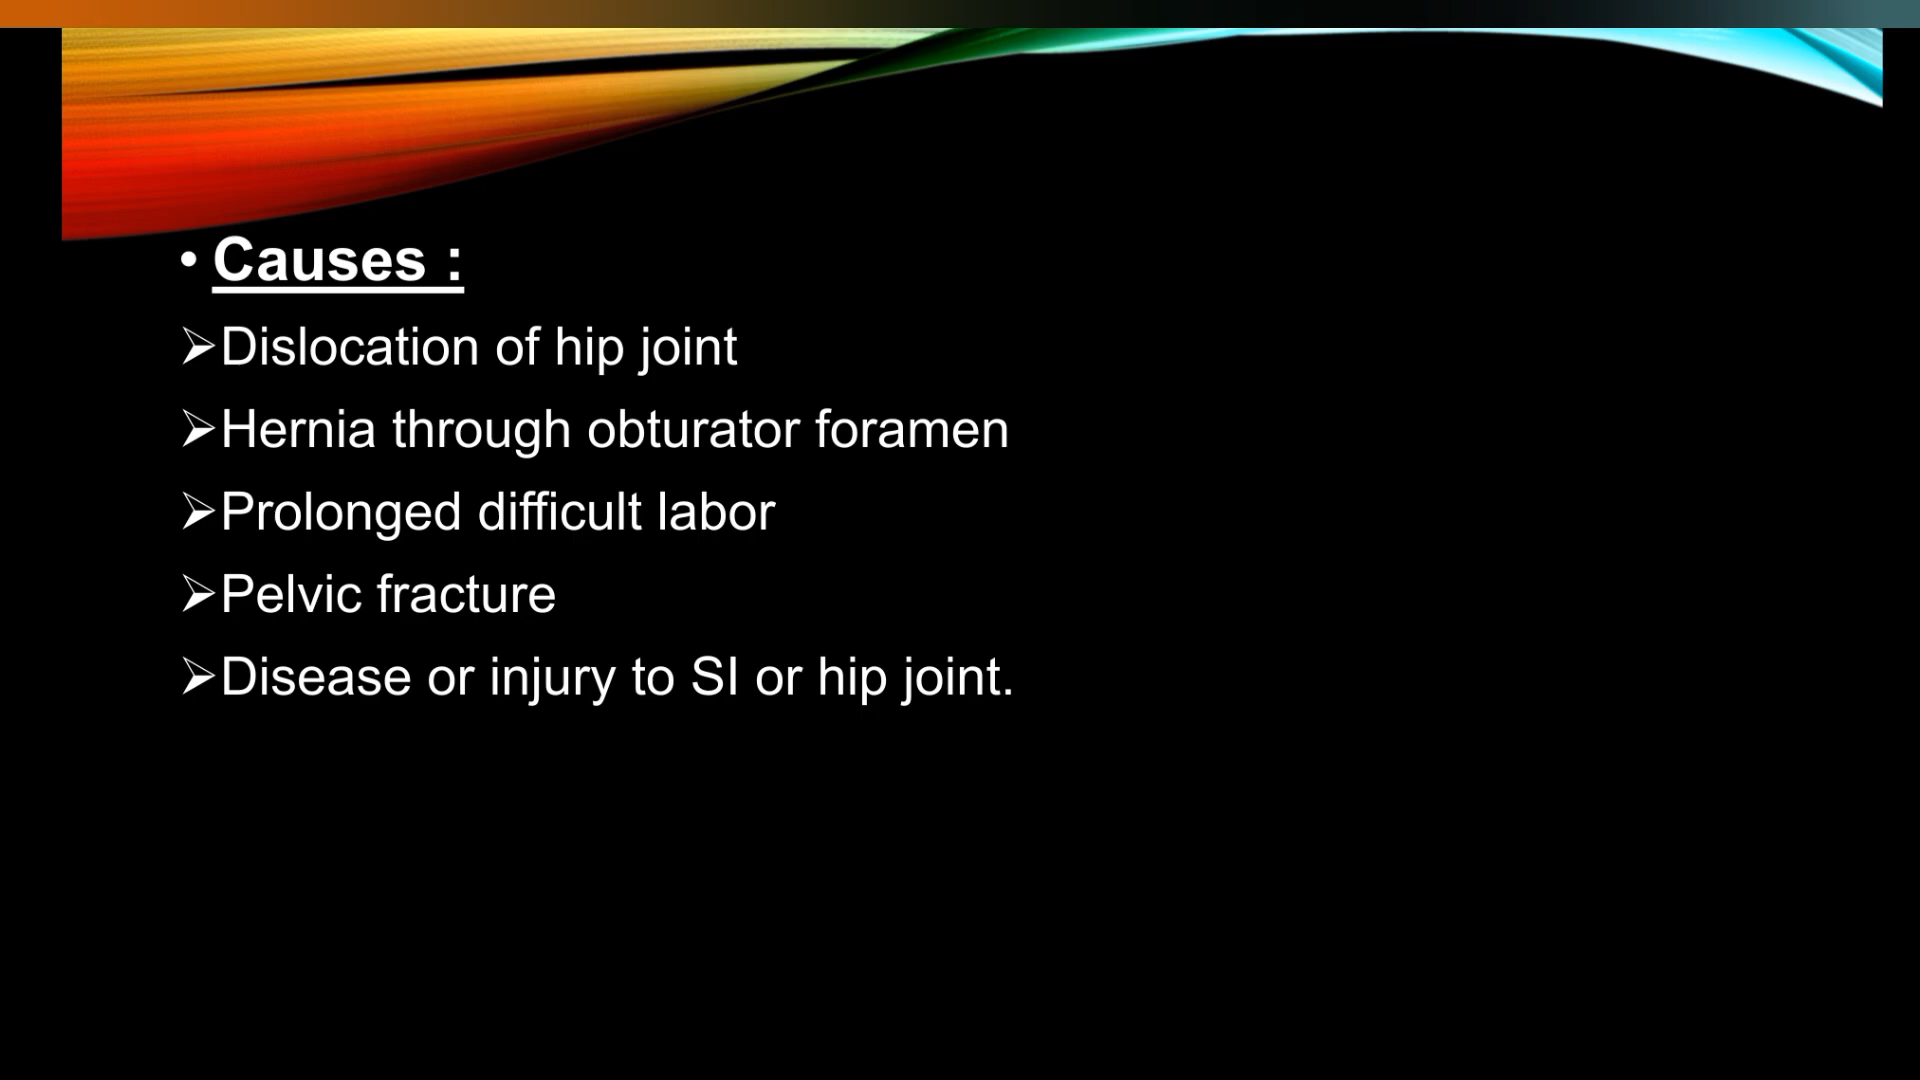 • Causes :
➢Dislocation of hip joint
➢Hernia through obturator foramen
➢Prolonged difficult labor
➢Pelvic fracture
➢Disease or injury to SI or hip joint.